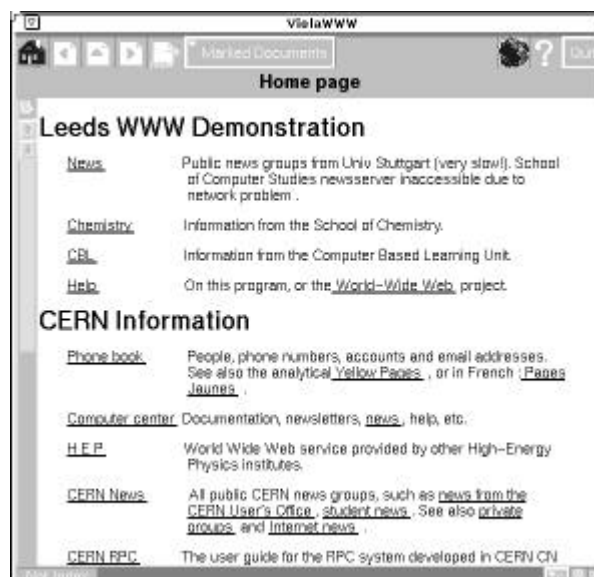 ViolaWWW
Marked Documents
Home page
Leeds WWW Demonstration
News Public news groups from Univ Stuttgart (very slow!). School
of Computer Studies newsserver inaccessible due to
network problem .
Chemistry Information from the School of Chemistry.
CBL Information from the Computer Based Learning Unit.
Help On this program, or the World-Wide Web project.
CERN Information
Phone book People, phone numbers, accounts and email addresses.
See also the analytical Yellow Pages , or in French : Pages
Jaunes .
Computer center Documentation, newsletters, news , help, etc.
H E P World Wide Web service provided by other High-Energy
Physics institutes.
CERN News All public CERN news groups, such as news from the
CERN User's Office , student news . See also private
groups and Internet news .
CERN RPC The user guide for the RPC system developed in CERN CN